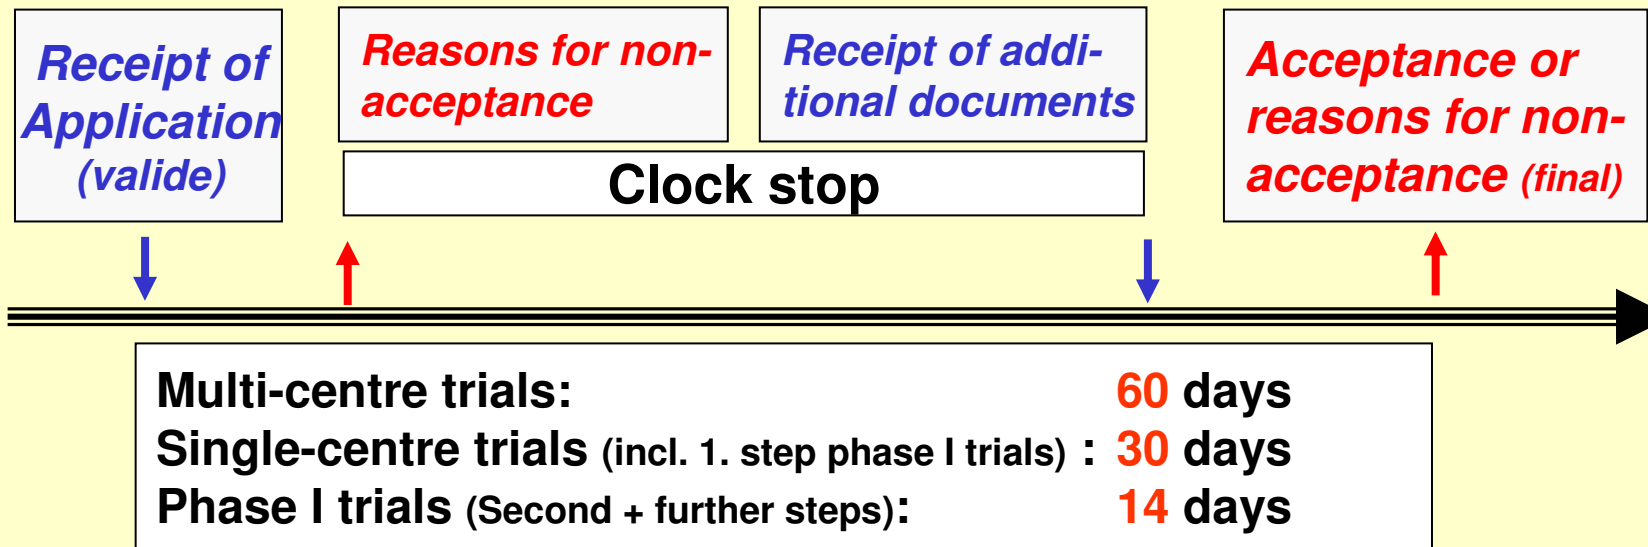 Receipt of
Application
(valide)
Reasons for non-
acceptance
Receipt of addi-
tional documents
Acceptance or
reasons for non-
acceptance (final)
Clock stop
Multi-centre trials: 60 days
Single-centre trials (incl. 1. step phase I trials) : 30 days
Phase I trials (Second + further steps): 14 days